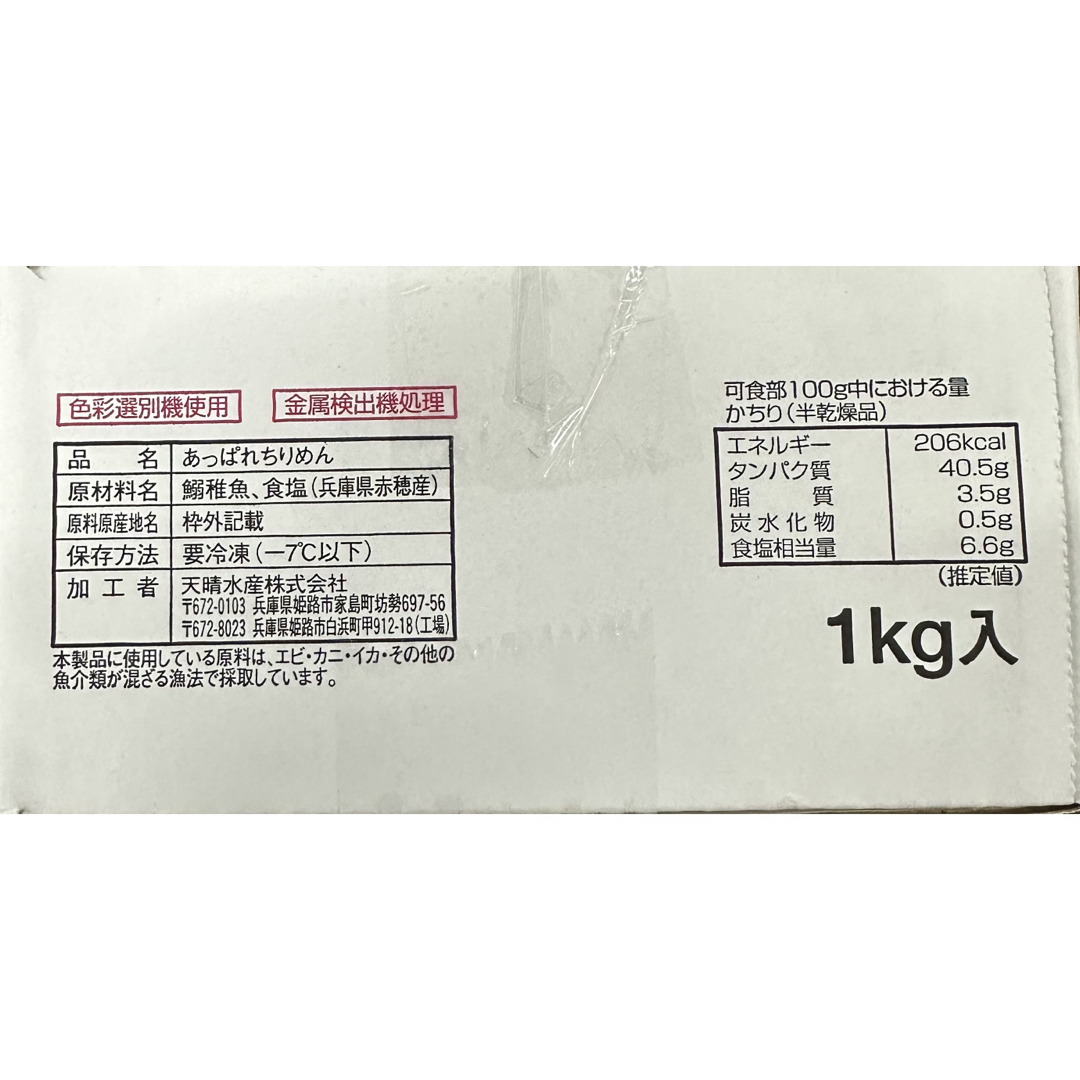 色彩選別機使用
金属検出機処理
品名 あっぱれちりめん
原材料名 鰯稚魚、食塩(兵庫県赤穂産)
原料原産地名 枠外記載
保存方法 要冷凍(－7℃以下)
加工者 天晴水産株式会社
〒672-0103 兵庫県姫路市家島町坊勢697-56
〒672-8023 兵庫県姫路市白浜町甲912-18(工場)
本製品に使用している原料は、エビ・カニ・イカ・その他の
魚介類が混ざる漁法で採取しています。
可食部100g中における量
かちり(半乾燥品)
エネルギー 206kcal
タンパク質 40.5g
脂質 3.5g
炭水化物 0.5g
食塩相当量 6.6g
(推定値)
1kg入